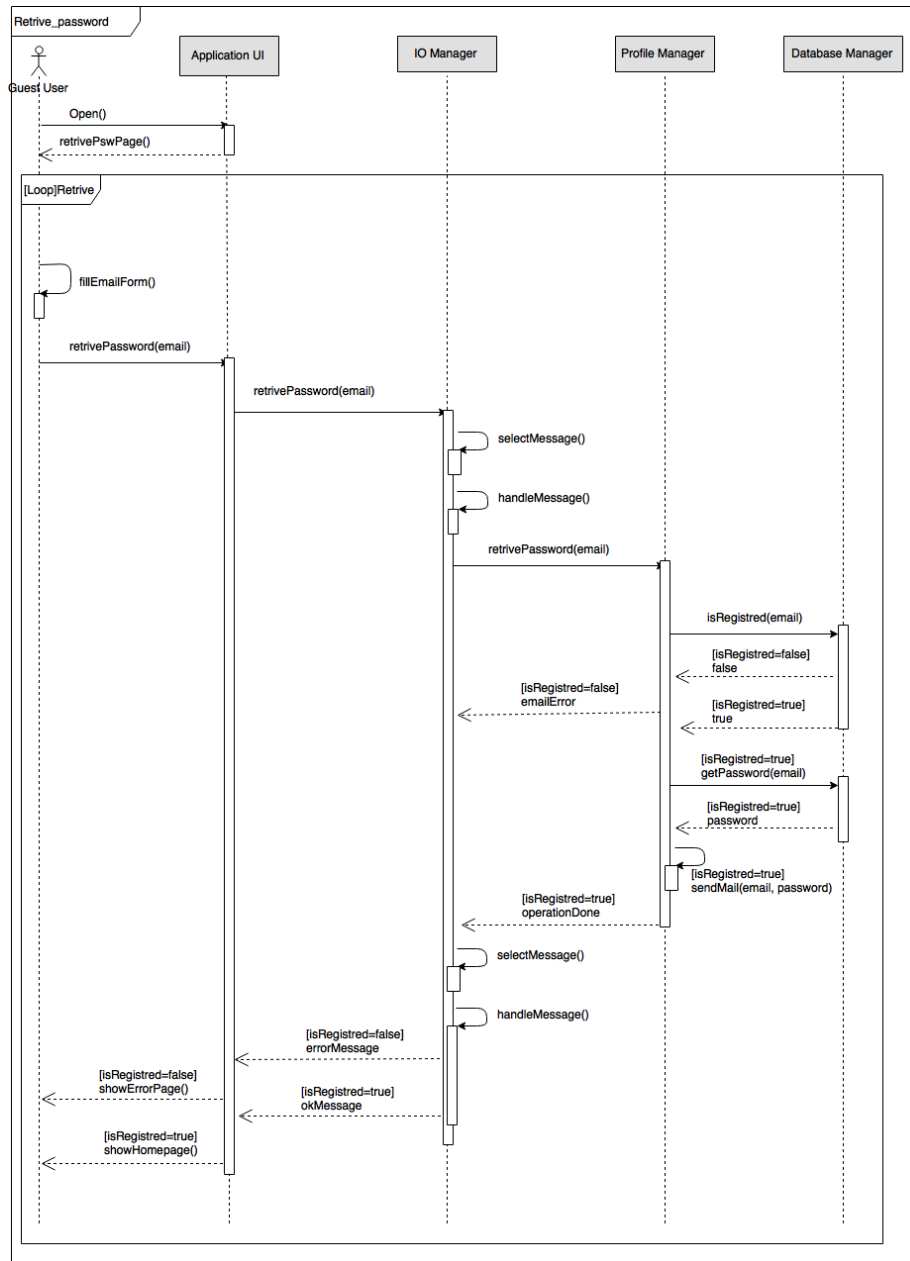 Retrive_password
Guest User
Application UI
IO Manager
Profile Manager
Database Manager
Open()
retrivePswPage()
[Loop]Retrive
fillEmailForm()
retrivePassword(email)
retrivePassword(email)
selectMessage()
handleMessage()
retrivePassword(email)
isRegistred(email)
[isRegistred=false]
false
[isRegistred=false]
emailError
[isRegistred=true]
true
[isRegistred=true]
getPassword(email)
[isRegistred=true]
password
[isRegistred=true]
sendMail(email, password)
[isRegistred=true]
operationDone
selectMessage()
handleMessage()
[isRegistred=false]
errorMessage
[isRegistred=false]
showErrorPage()
[isRegistred=true]
okMessage
[isRegistred=true]
showHomepage()